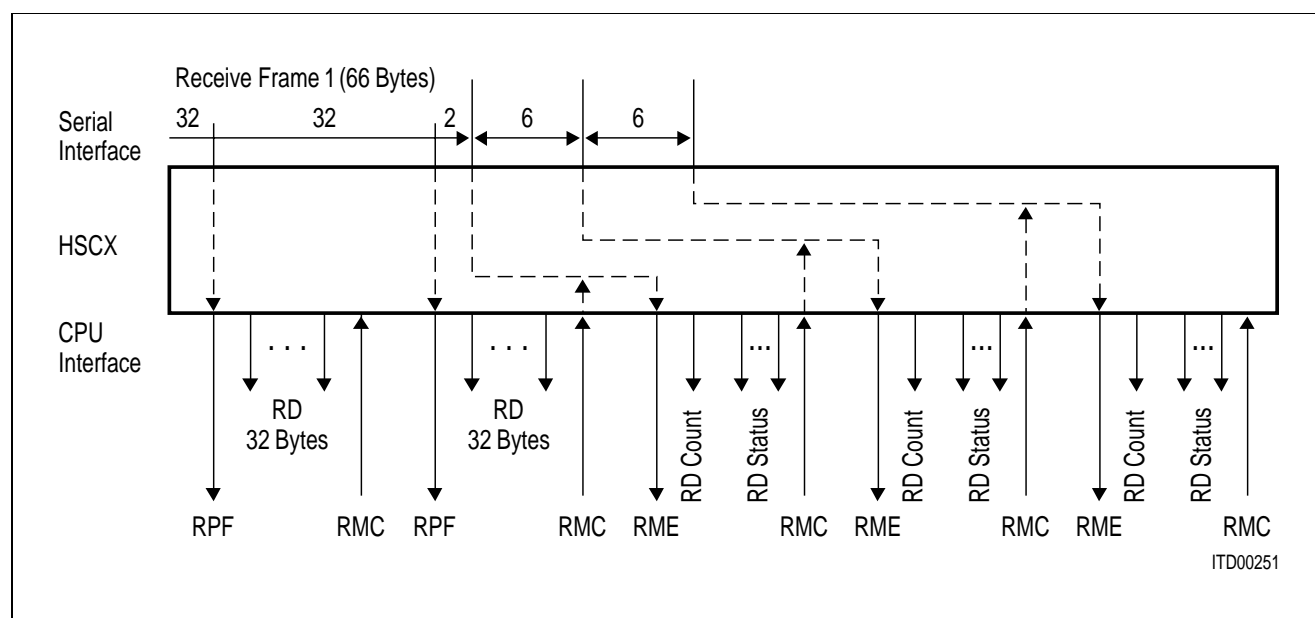 Receive Frame 1 (66 Bytes)
32 32 2 6 6
Serial
Interface
HSCX
CPU
Interface
. . . . . . ... ... ...
RD
32 Bytes
RD
32 Bytes
RD Count
RD Status
RD Count
RD Status
RD Count
RD Status
RPF RMC RPF RMC RME RMC RME RMC RME RMC
ITD00251